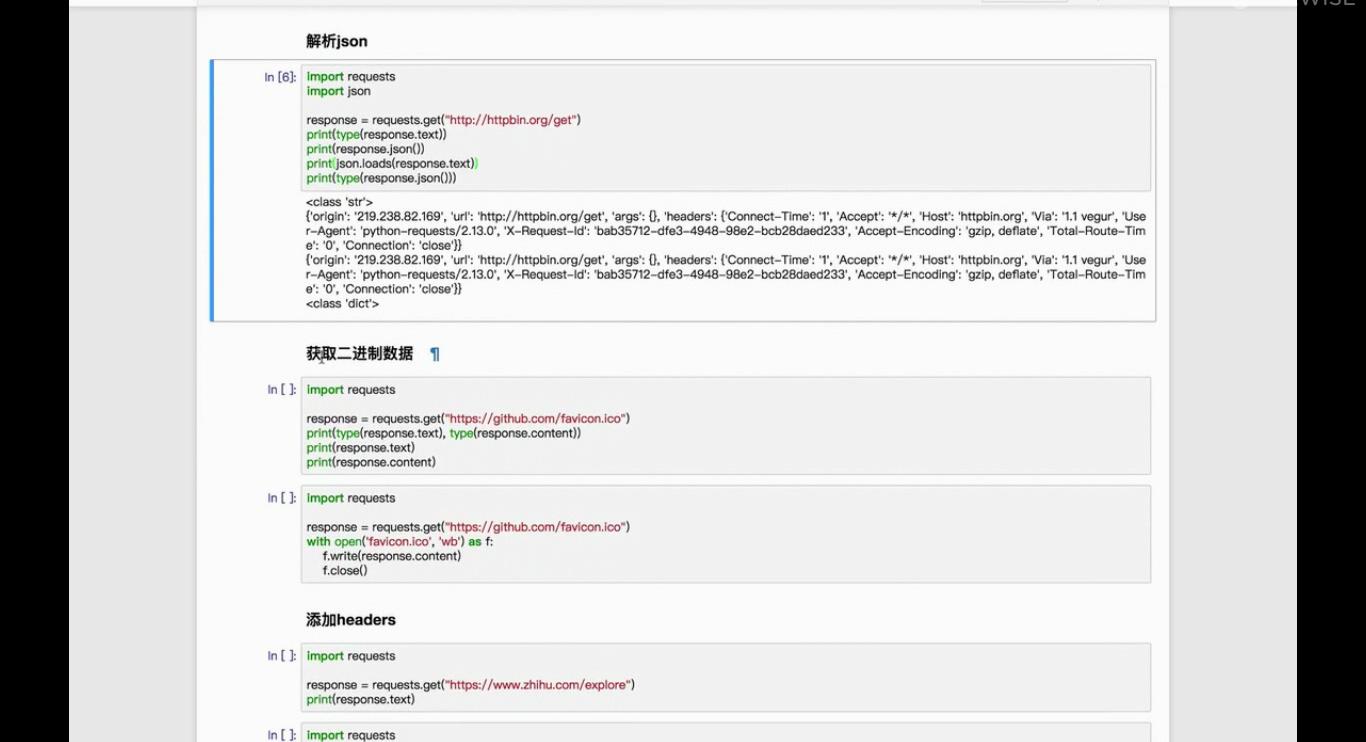 WISE
解析json
In [6]: import requests
import json
response = requests.get("http://httpbin.org/get")
print(type(response.text))
print(response.json())
print(json.loads(response.text))
print(type(response.json()))
<class 'str'>
{'origin': '219.238.82.169', 'url': 'http://httpbin.org/get', 'args': {}, 'headers': {'Connect-Time': '1', 'Accept': '*/*', 'Host': 'httpbin.org', 'Via': '1.1 vegur', 'Use
r-Agent': 'python-requests/2.13.0', 'X-Request-Id': 'bab35712-dfe3-4948-98e2-bcb28daed233', 'Accept-Encoding': 'gzip, deflate', 'Total-Route-Tim
e': '0', 'Connection': 'close'}}
{'origin': '219.238.82.169', 'url': 'http://httpbin.org/get', 'args': {}, 'headers': {'Connect-Time': '1', 'Accept': '*/*', 'Host': 'httpbin.org', 'Via': '1.1 vegur', 'Use
r-Agent': 'python-requests/2.13.0', 'X-Request-Id': 'bab35712-dfe3-4948-98e2-bcb28daed233', 'Accept-Encoding': 'gzip, deflate', 'Total-Route-Tim
e': '0', 'Connection': 'close'}}
<class 'dict'>
获取二进制数据 ¶
In [ ]: import requests
response = requests.get("https://github.com/favicon.ico")
print(type(response.text), type(response.content))
print(response.text)
print(response.content)
In [ ]: import requests
response = requests.get("https://github.com/favicon.ico")
with open('favicon.ico', 'wb') as f:
f.write(response.content)
f.close()
添加headers
In [ ]: import requests
response = requests.get("https://www.zhihu.com/explore")
print(response.text)
In [ ]: import requests